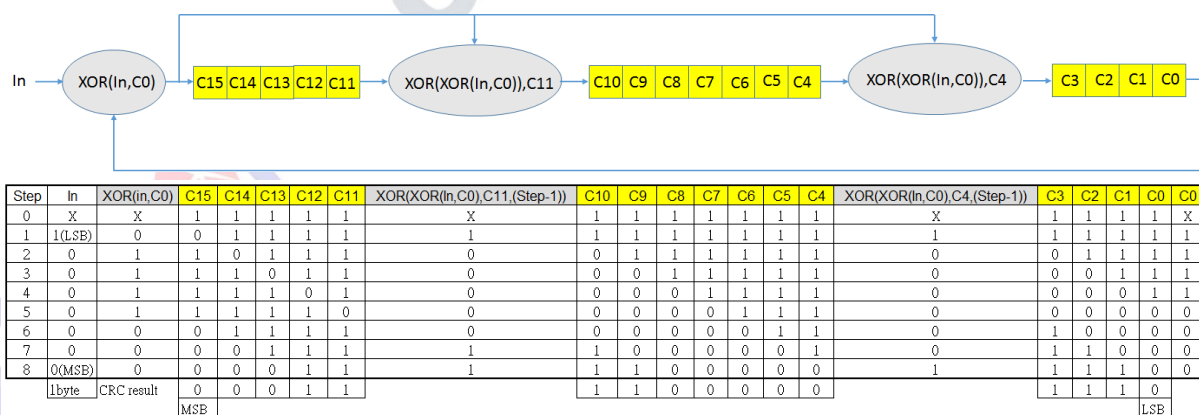 In XOR(In,C0) C15 C14 C13 C12 C11 XOR(XOR(In,C0)),C11 C10 C9 C8 C7 C6 C5 C4 XOR(XOR(In,C0)),C4 C3 C2 C1 C0
Step In XOR(in,C0) C15 C14 C13 C12 C11 XOR(XOR(In,C0),C11,(Step-1)) C10 C9 C8 C7 C6 C5 C4 XOR(XOR(In,C0),C4,(Step-1)) C3 C2 C1 C0 C0
0 X X 1 1 1 1 1 X 1 1 1 1 1 1 1 X 1 1 1 1 X
1 1(LSB) 0 0 1 1 1 1 1 1 1 1 1 1 1 1 1 1 1 1 1 1
2 0 1 1 0 1 1 1 0 0 1 1 1 1 1 1 0 0 1 1 1 1
3 0 1 1 1 0 1 1 0 0 0 1 1 1 1 1 0 0 0 1 1 1
4 0 1 1 1 1 0 1 0 0 0 0 1 1 1 1 0 0 0 0 1 1
5 0 1 1 1 1 1 0 0 0 0 0 0 1 1 1 0 0 0 0 0 0
6 0 0 0 1 1 1 1 0 0 0 0 0 0 1 1 0 1 0 0 0 0
7 0 0 0 0 1 1 1 1 1 0 0 0 0 0 1 0 1 1 0 0 0
8 0(MSB) 0 0 0 0 1 1 1 1 1 0 0 0 0 0 1 1 1 1 0 0
1byte CRC result 0 0 0 1 1 1 1 0 0 0 0 0 1 1 1 0
MSB LSB